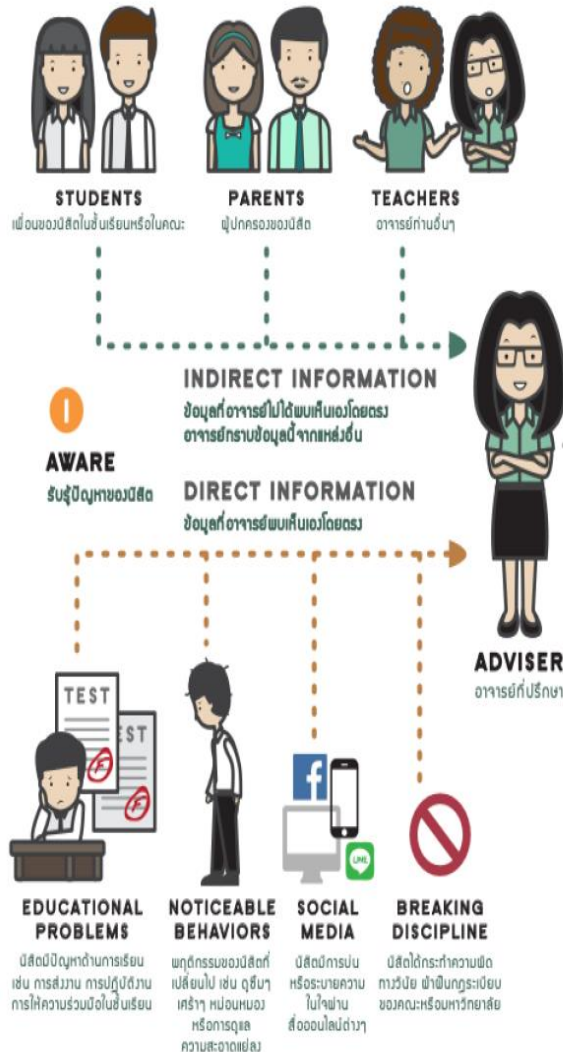 STUDENTS
เพื่อนของนิสิตในชั้นเรียนหรือในคณะ
PARENTS
ผู้ปกครองของนิสิต
TEACHERS
อาจารย์ท่านอื่นๆ
INDIRECT INFORMATION
ข้อมูลที่อาจารย์ไม่ได้พบเห็นเองโดยตรง
อาจารย์ทราบข้อมูลนี้จากแหล่งอื่น
1
AWARE
รับรู้ปัญหาของนิสิต
DIRECT INFORMATION
ข้อมูลที่อาจารย์พบเห็นเองโดยตรง
ADVISER
อาจารย์ที่ปรึกษา
TEST
F
EST
F
f
LINE
EDUCATIONAL
PROBLEMS
นิสิตมีปัญหาด้านการเรียน
เช่น การส่งงาน การปฏิบัติงาน
การให้ความร่วมมือในชั้นเรียน
NOTICEABLE
BEHAVIORS
พฤติกรรมของนิสิตที่
เปลี่ยนไป เช่น ดูซึมๆ
เศร้าๆ หม่นหมอง
หรือการดูแล
ความสะอาดแย่ลง
SOCIAL
MEDIA
นิสิตมีการบ่น
หรือระบายความ
ในใจผ่าน
สื่อออนไลน์ต่างๆ
BREAKING
DISCIPLINE
นิสิตได้กระทำความผิด
ทางวินัย ฝ่าฝืนกฎระเบียบ
ของคณะหรือมหาวิทยาลัย